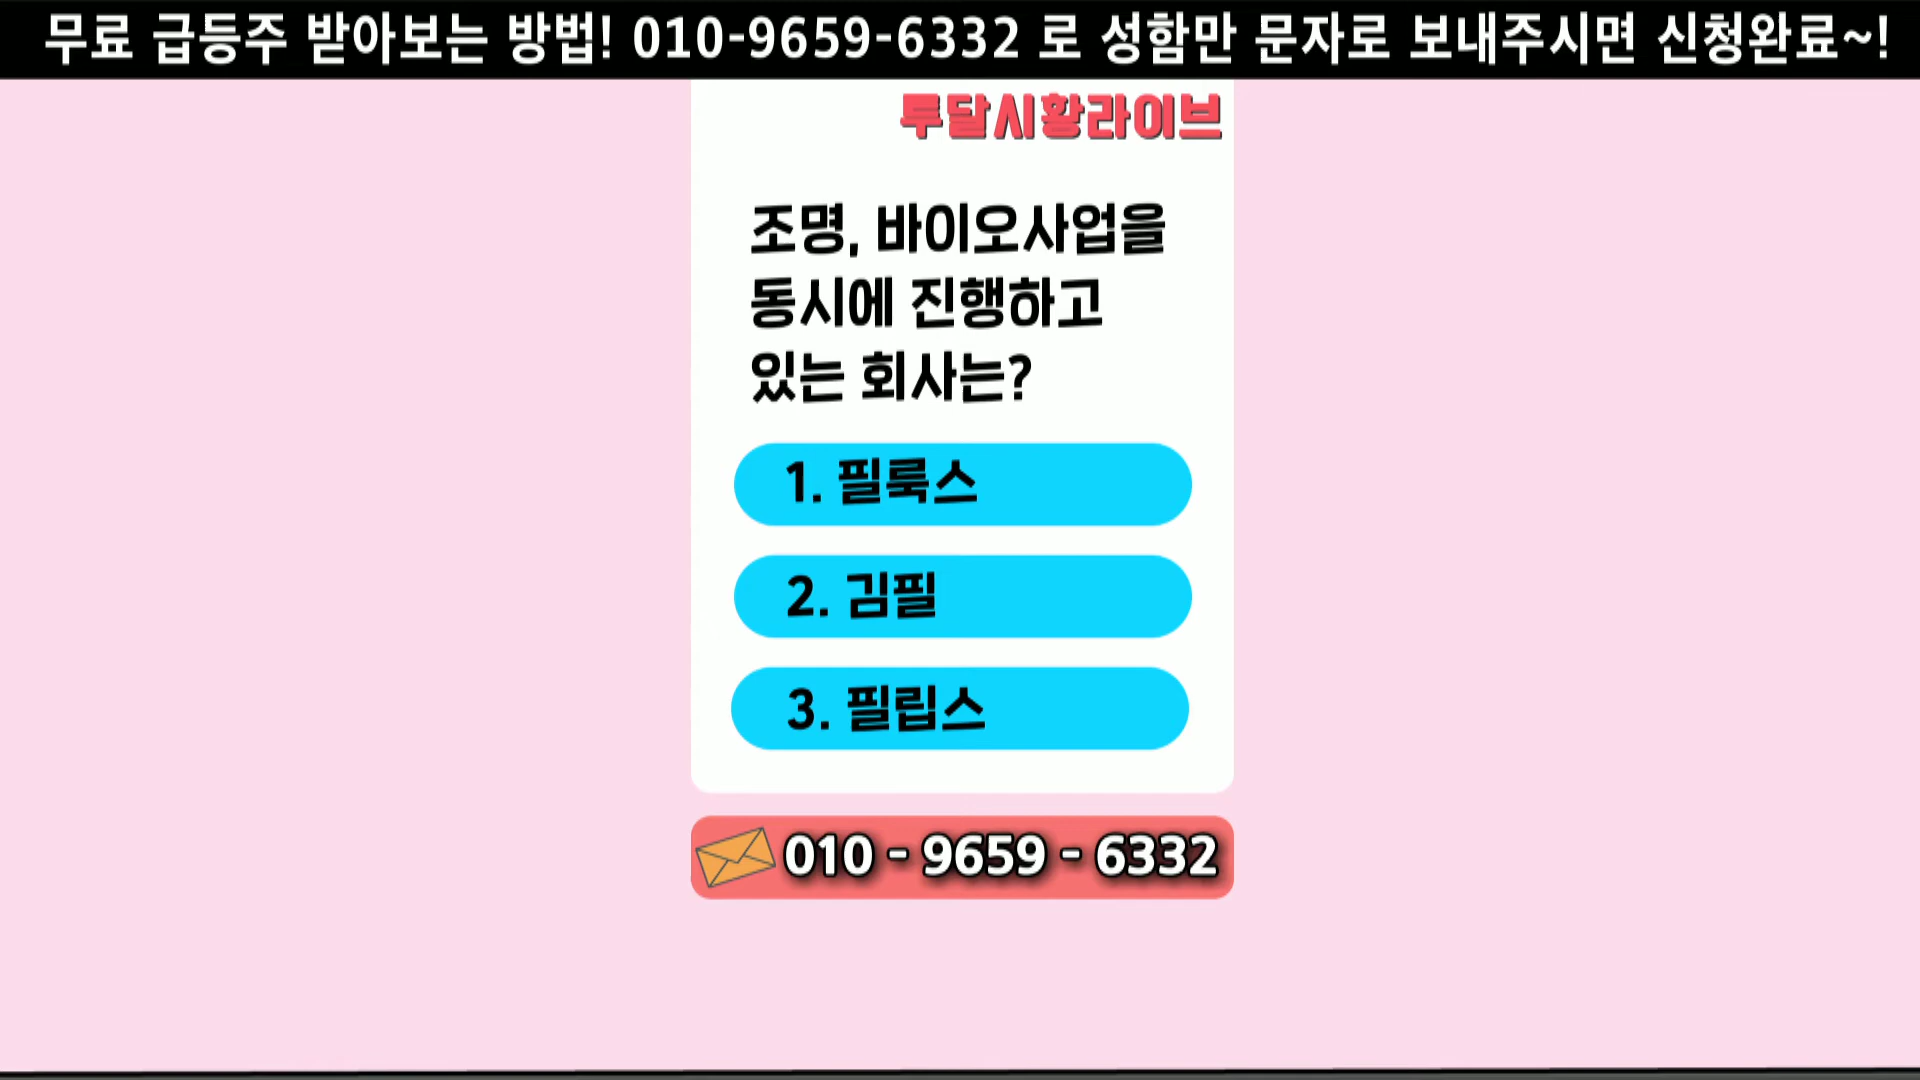 무료 급등주 받아보는 방법! 010-9659-6332 로 성함만 문자로 보내주시면 신청완료~!
투달시황라이브
조명, 바이오사업을
동시에 진행하고
있는 회사는?
1. 필룩스
2. 김필
3. 필립스
010 - 9659 - 6332